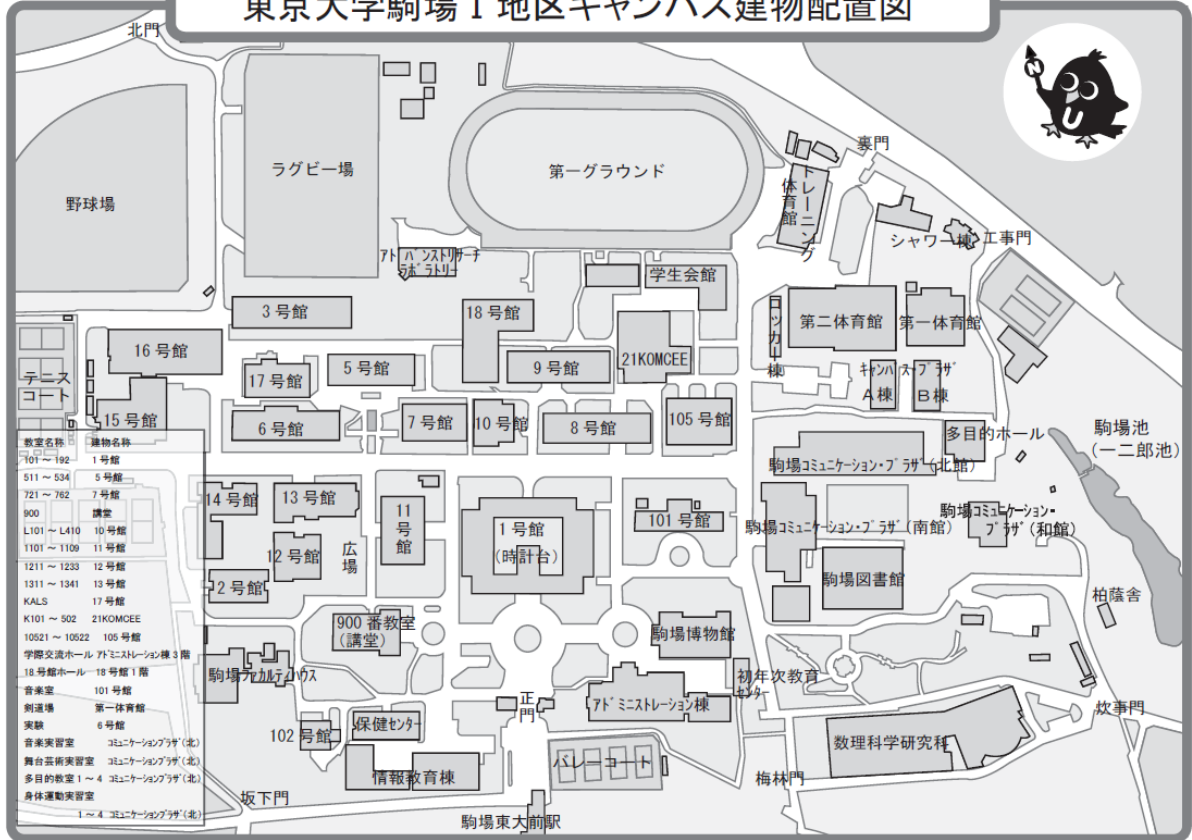 東京大学駒場Ⅰ地区キャンパス建物配置図
北門
N
U
野球場
ラグビー場
第一グラウンド
裏門
トレーニング
体育館
シャワー棟
工事門
アドバンストリサーチ
ラボラトリー
学生会館
3号館
18号館
ロッカー棟
第二体育館
第一体育館
16号館
5号館
9号館
21KOMCEE
17号館
テニス
コート
キャンパスプラザ
A棟
B棟
15号館
6号館
7号館
10号館
8号館
105号館
多目的ホール
駒場池
(一二郎池)
駒場コミュニケーション・プラザ(北館)
14号館
13号館
11号館
1号館
(時計台)
101号館
駒場コミュニケーション・プラザ(南館)
駒場コミュニケーション・
プラザ(和館)
12号館
広場
2号館
駒場図書館
柏蔭舎
900番教室
(講堂)
駒場博物館
駒場ファカルティハウス
初年次教育
センター
正門
アドミニストレーション棟
102号館
保健センター
炊事門
数理科学研究科
バレーコート
情報教育棟
梅林門
坂下門
駒場東大前駅
教室名称 建物名称
101～192 1号館
511～534 5号館
721～762 7号館
900 講堂
L101～L410 10号館
1101～1109 11号館
1211～1233 12号館
1311～1341 13号館
KALS 17号館
K101～502 21KOMCEE
10521～10522 105号館
学際交流ホール アドミニストレーション棟3階
18号館ホール 18号館1階
音楽室 101号館
剣道場 第一体育館
実験 6号館
音楽実習室 コミュニケーションプラザ(北)
舞台芸術実習室 コミュニケーションプラザ(北)
多目的教室1～4 コミュニケーションプラザ(北)
身体運動実習室
1～4 コミュニケーションプラザ(北)